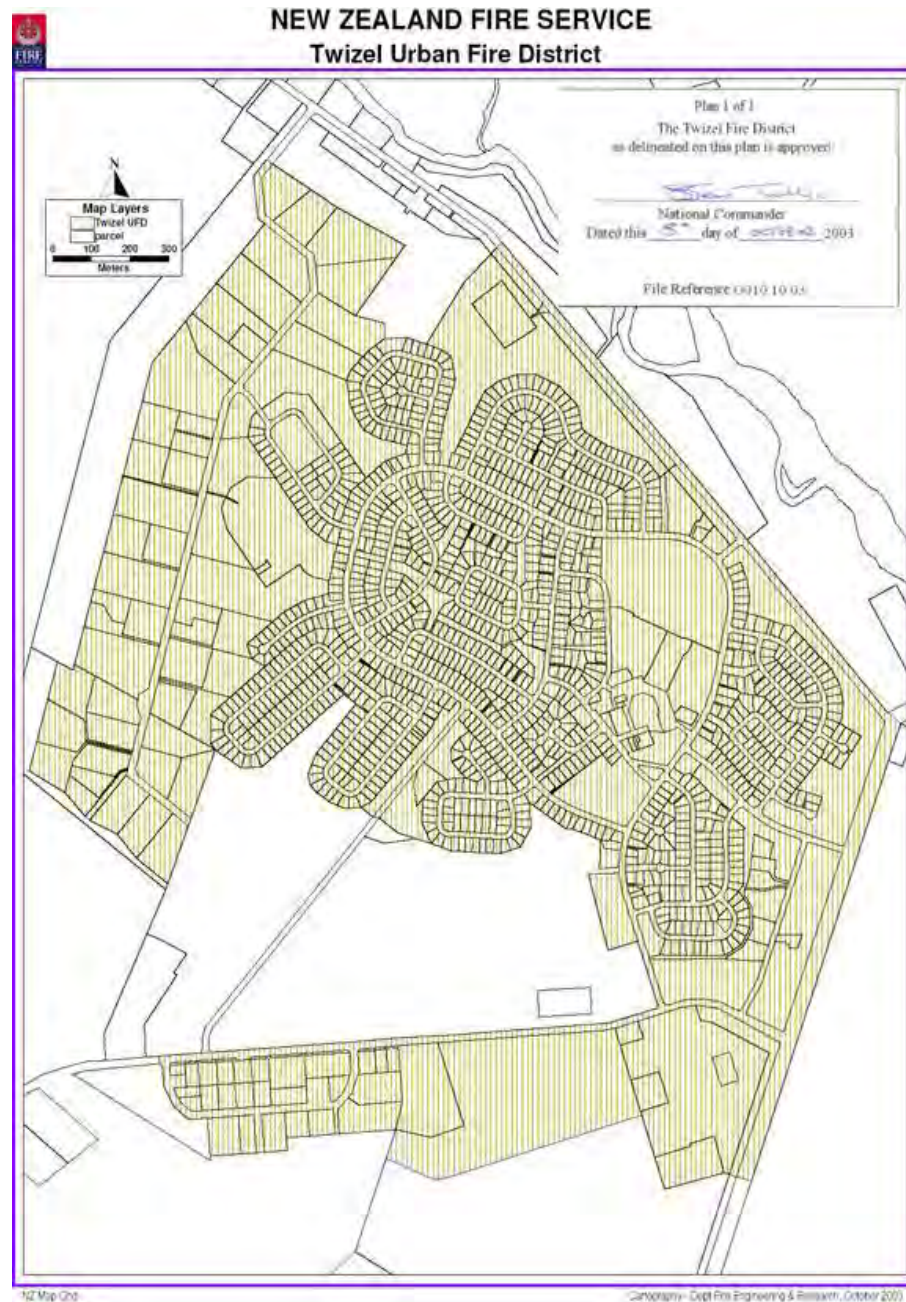 NEW ZEALAND FIRE SERVICE
Twizel Urban Fire District
FIRE
Plan 1 of 1
The Twizel Fire District
as delineated on this plan is approved
National Commander
Dated this 5th day of 2003
File Reference
N
Map Layers
Twizel UFD
parcel
0 100 200 300
Meters
NZ Map Grid
Cartography - Dept Fire Engineering & Research, October 2003